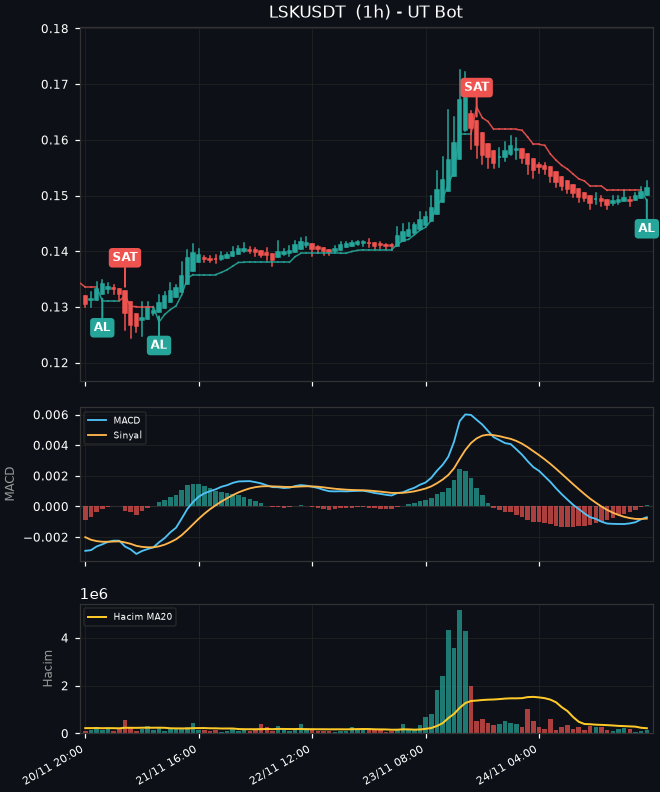 LSKUSDT (1h) - UT Bot
0.18
0.17
0.16
0.15
0.14
0.13
0.12
SAT
SAT
AL
AL
AL
MACD
0.006
0.004
0.002
0.000
−0.002
MACD
Sinyal
1e6
Hacim
4
2
0
Hacim MA20
20/11 20:00
21/11 16:00
22/11 12:00
23/11 08:00
24/11 04:00